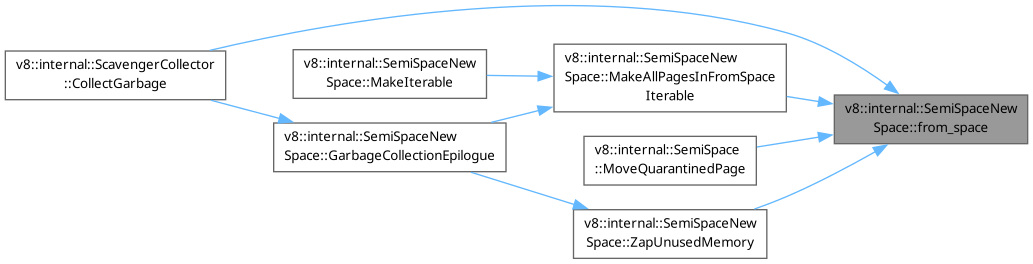 v8::internal::ScavengerCollector
::CollectGarbage
v8::internal::SemiSpaceNew
Space::MakeIterable
v8::internal::SemiSpaceNew
Space::MakeAllPagesInFromSpace
Iterable
v8::internal::SemiSpaceNew
Space::from_space
v8::internal::SemiSpaceNew
Space::GarbageCollectionEpilogue
v8::internal::SemiSpace
::MoveQuarantinedPage
v8::internal::SemiSpaceNew
Space::ZapUnusedMemory